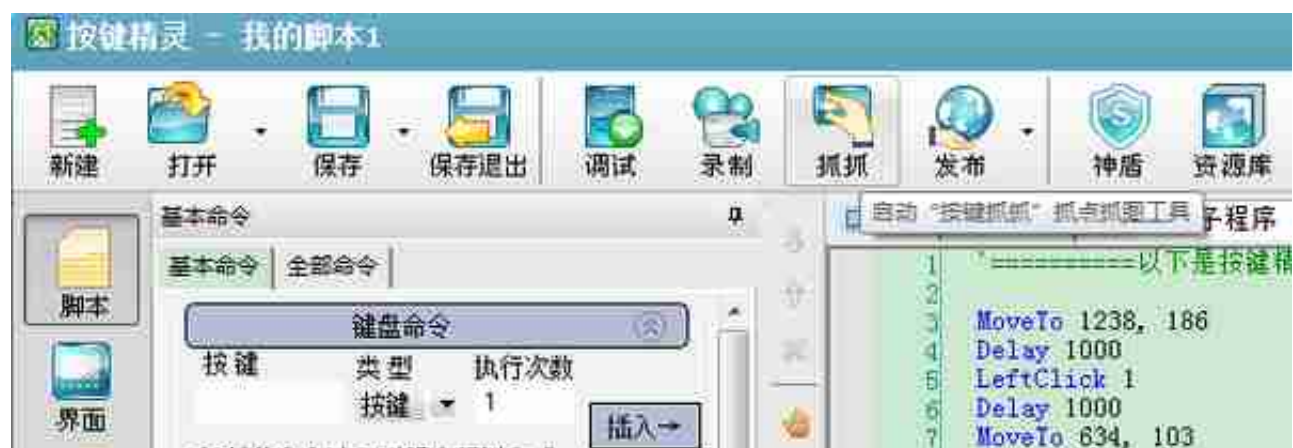 按键精灵 - 我的脚本1
新建 打开 保存 保存退出 调试 录制 抓抓 发布 神盾 资源库
基本命令
启动“按键抓抓”抓点抓图工具 子程序
基本命令 全部命令
脚本
键盘命令
按键 类型 执行次数
按键 1
插入→
界面
1 '==========以下是按键精
2
3 MoveTo 1238, 186
4 Delay 1000
5 LeftClick 1
6 Delay 1000
7 MoveTo 634, 103